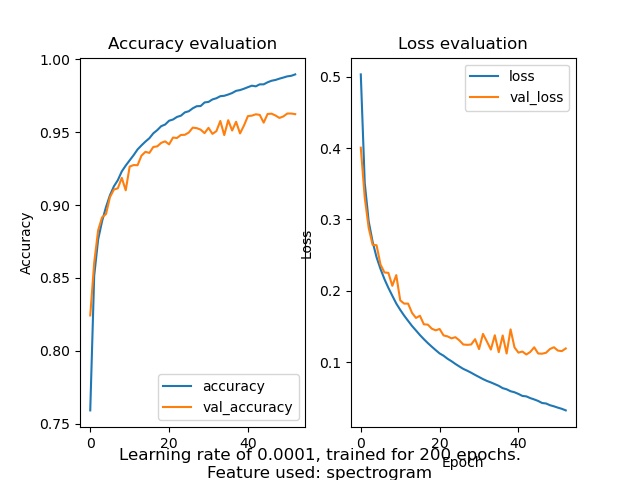 Accuracy evaluation
1.00
0.95
0.90
0.85
0.80
0.75
Accuracy
accuracy
val_accuracy
0 20 40
Loss evaluation
0.5
0.4
0.3
0.2
0.1
Loss
loss
val_loss
0 20 40
Epoch
Learning rate of 0.0001, trained for 200 epochs.
Feature used: spectrogram